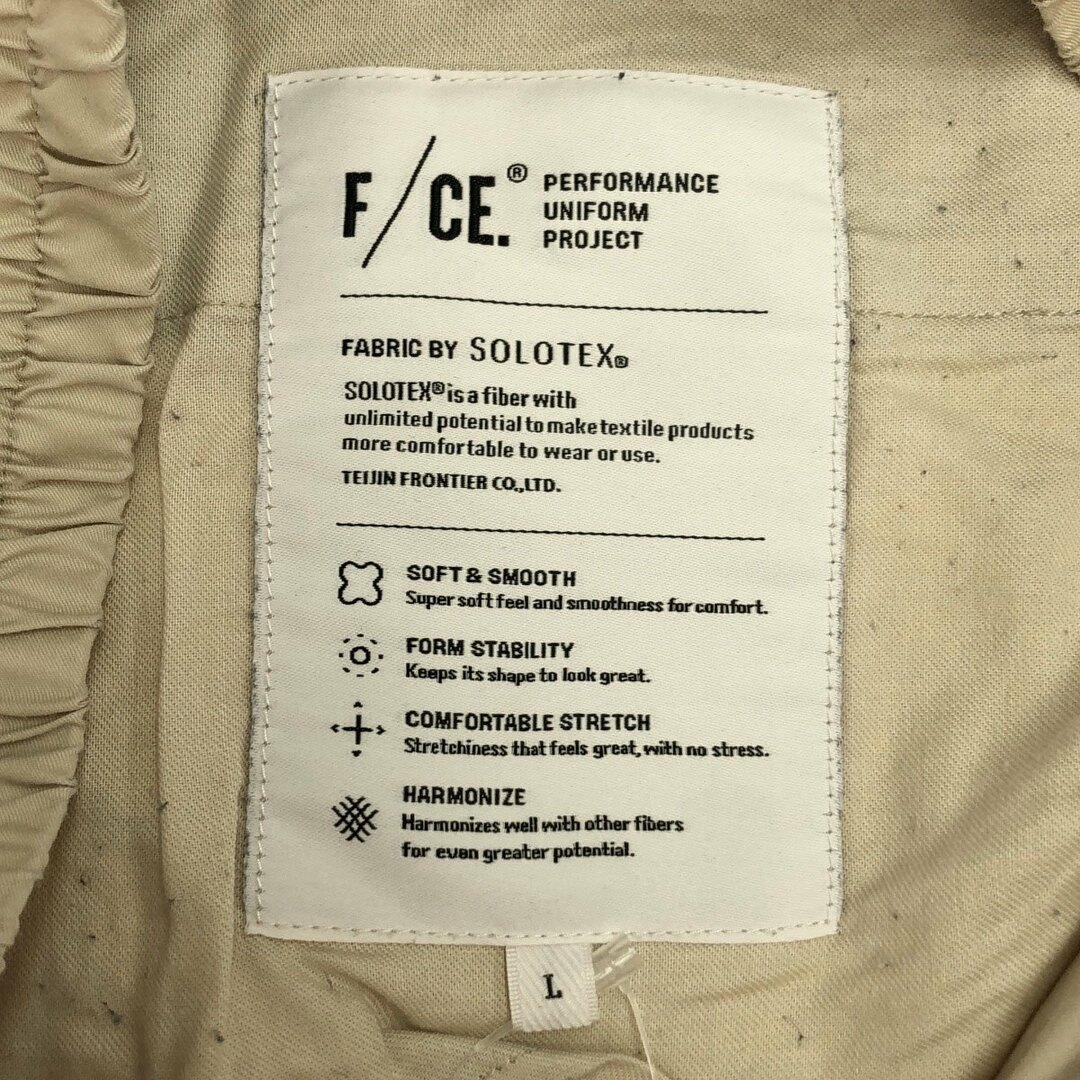 F/CE.® PERFORMANCE
UNIFORM
PROJECT
FABRIC BY SOLOTEX®
SOLOTEX® is a fiber with
unlimited potential to make textile products
more comfortable to wear or use.
TEIJIN FRONTIER CO.,LTD.
SOFT & SMOOTH
Super soft feel and smoothness for comfort.
FORM STABILITY
Keeps its shape to look great.
COMFORTABLE STRETCH
Stretchiness that feels great, with no stress.
HARMONIZE
Harmonizes well with other fibers
for even greater potential.
L